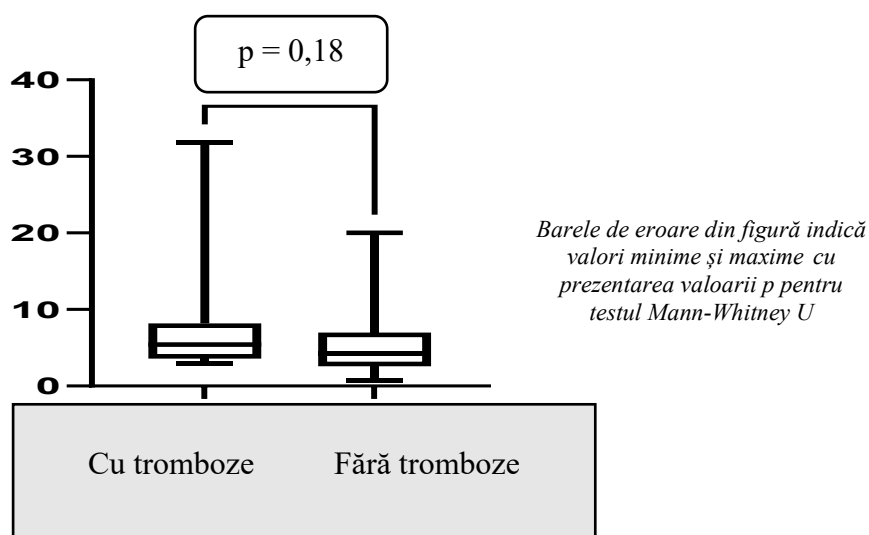 p = 0,18
40
30
20
10
0
Cu tromboze
Fără tromboze
Barele de eroare din figură indică
valori minime și maxime cu
prezentarea valoarii p pentru
testul Mann-Whitney U